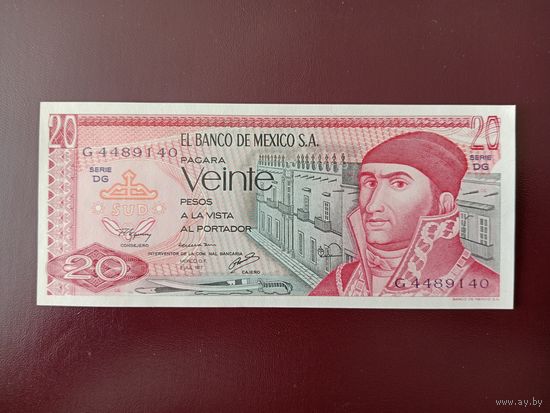 20
20
EL BANCO DE MEXICO S.A.
G 4489140
PAGARA
SERIE
DG
SERIE
DG
Veinte
PESOS
SUD
A LA VISTA
AL PORTADOR
CONSEJERO
INTERVENTOR DE LA COM. NAL. BANCARIA
MEXICO, D.F.
CAJERO
20
G 4489140
BANCO DE MEXICO S.A.
www.ay.by